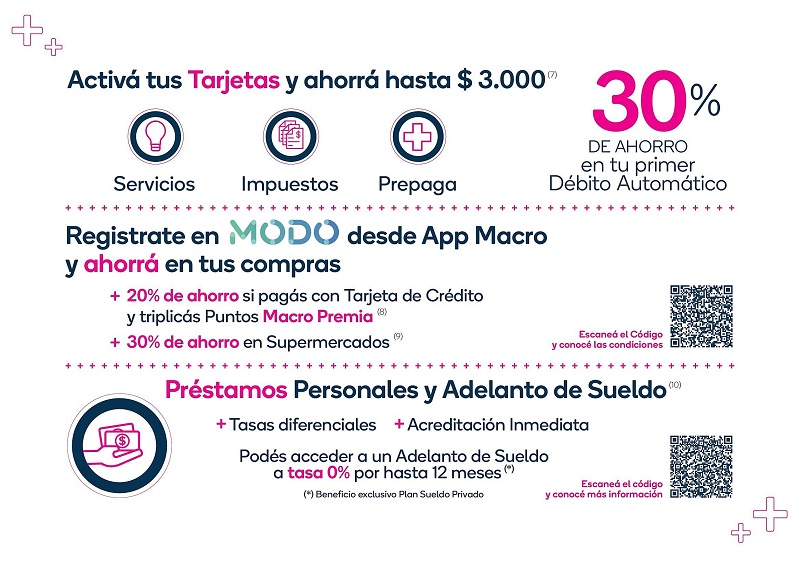 Activá tus Tarjetas y ahorrá hasta $ 3.000 (7)
30%
DE AHORRO
en tu primer
Débito Automático
Servicios
Impuestos
Prepaga
Registrate en MODO desde App Macro
y ahorrá en tus compras
+ 20% de ahorro si pagás con Tarjeta de Crédito
y triplicás Puntos Macro Premia (8)
+ 30% de ahorro en Supermercados (9)
Escaneá el Código
y conocé las condiciones
Préstamos Personales y Adelanto de Sueldo (10)
+ Tasas diferenciales + Acreditación Inmediata
Podés acceder a un Adelanto de Sueldo
a tasa 0% por hasta 12 meses (*)
(*) Beneficio exclusivo Plan Sueldo Privado
Escaneá el código
y conocé más información